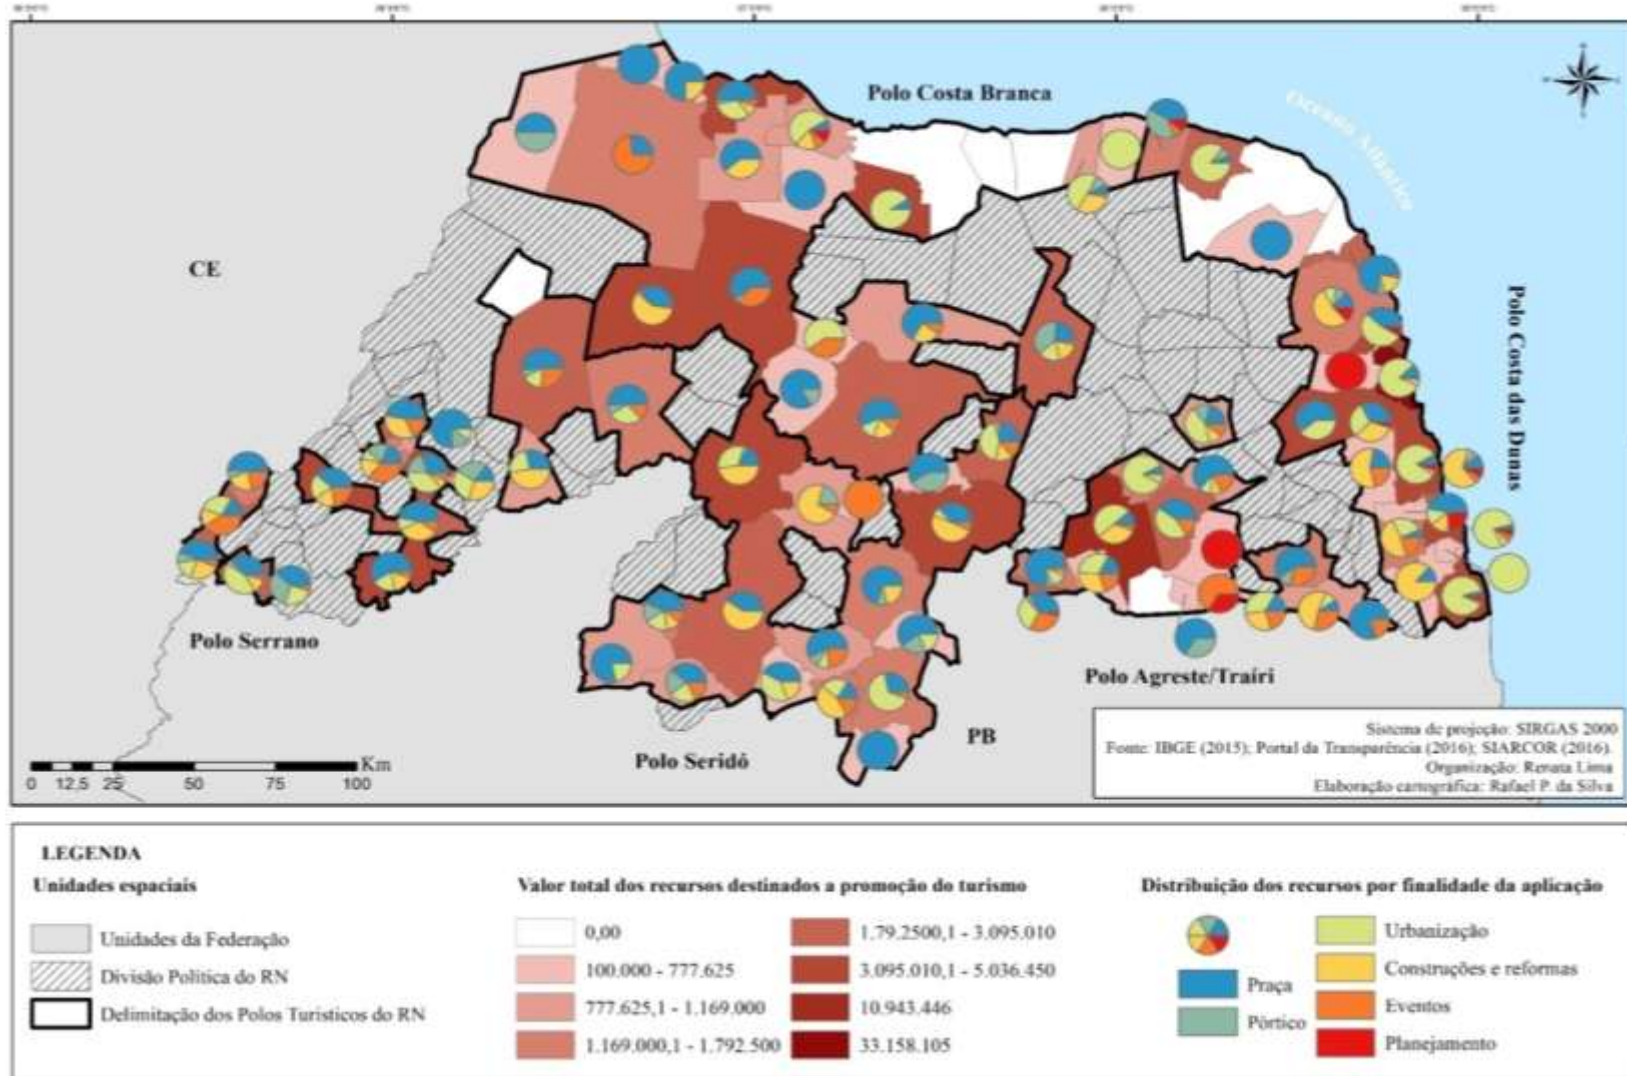 Polo Costa Branca
Oceano Atlântico
CE
Polo Costa das Dunas
Polo Serrano
Polo Agreste/Traíri
Polo Seridó
PB
Km
0 12,5 25 50 75 100
Sistema de projeção: SIRGAS 2000
Fonte: IBGE (2015); Portal da Transparência (2016); SIARCOR (2016).
Organização: Renata Lima
Elaboração cartográfica: Rafael P. da Silva
LEGENDA
Unidades espaciais
Unidades da Federação
Divisão Política do RN
Delimitação dos Polos Turísticos do RN
Valor total dos recursos destinados a promoção do turismo
0,00
100.000 - 777.625
777.625,1 - 1.169.000
1.169.000,1 - 1.792.500
1.79.2500,1 - 3.095.010
3.095.010,1 - 5.036.450
10.943.446
33.158.105
Distribuição dos recursos por finalidade da aplicação
Praça
Pórtico
Urbanização
Construções e reformas
Eventos
Planejamento